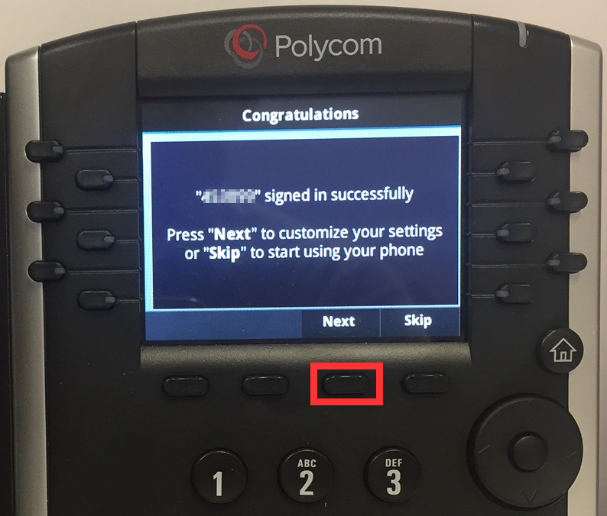 Polycom
Congratulations
" " signed in successfully
Press "Next" to customize your settings
or "Skip" to start using your phone
Next Skip
1
ABC
2
DEF
3